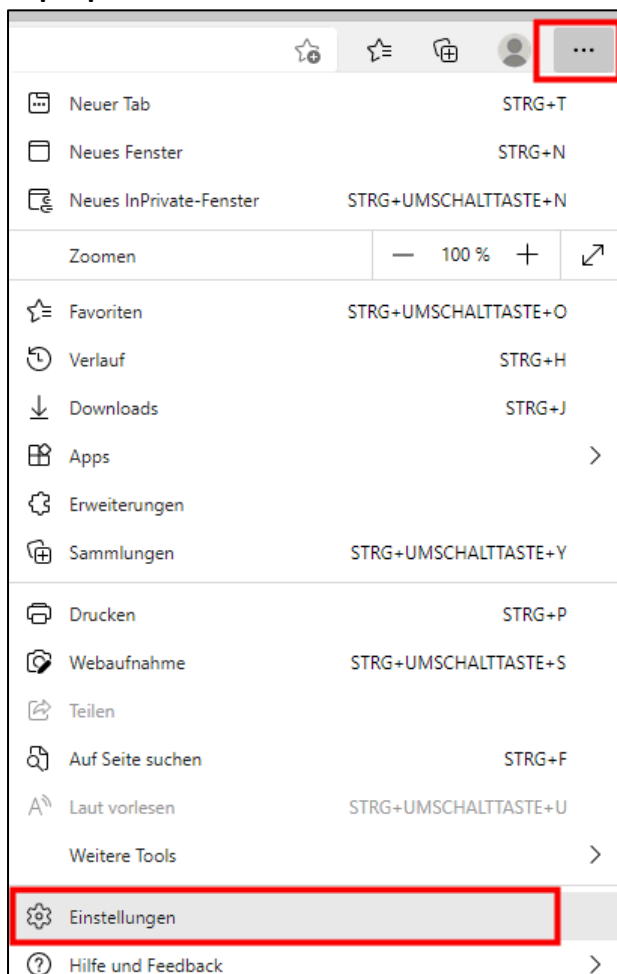 Neuer Tab STRG+T
Neues Fenster STRG+N
Neues InPrivate-Fenster STRG+UMSCHALTTASTE+N
Zoomen — 100 % +
Favoriten STRG+UMSCHALTTASTE+O
Verlauf STRG+H
Downloads STRG+J
Apps
Erweiterungen
Sammlungen STRG+UMSCHALTTASTE+Y
Drucken STRG+P
Webaufnahme STRG+UMSCHALTTASTE+S
Teilen
Auf Seite suchen STRG+F
Laut vorlesen STRG+UMSCHALTTASTE+U
Weitere Tools
Einstellungen
Hilfe und Feedback